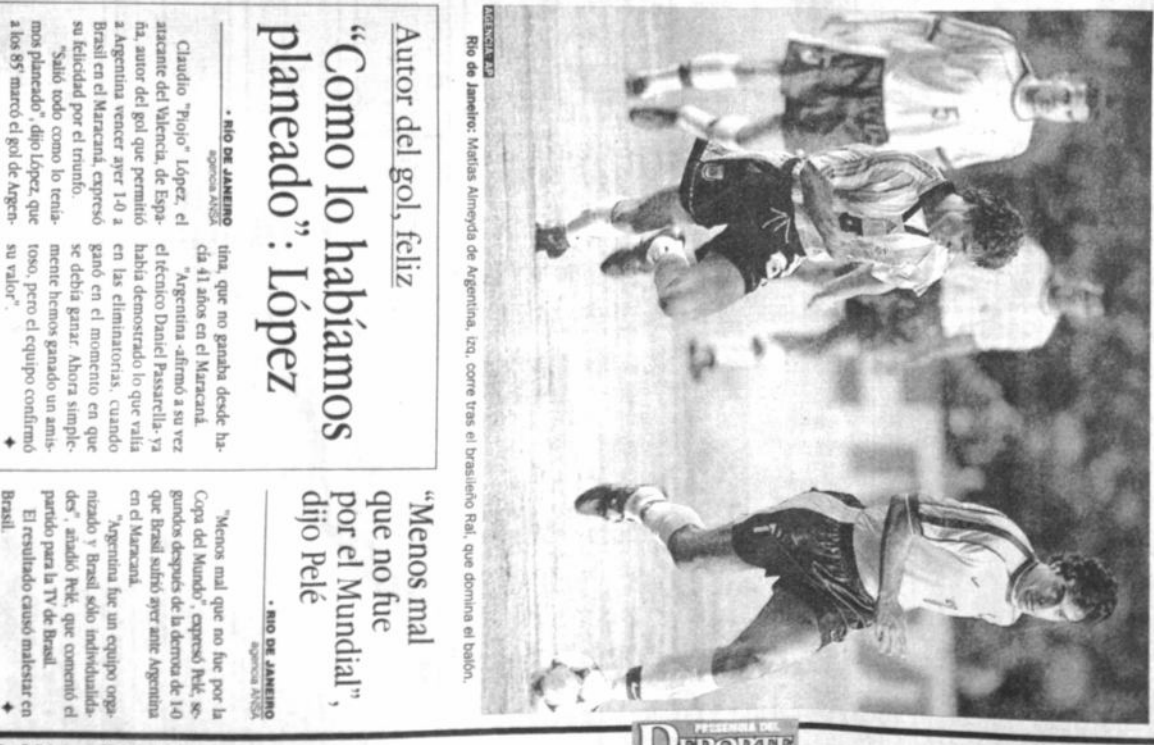 AGENCIA AP
Río de Janeiro: Matías Almeyda de Argentina, izq, corre tras el brasileño Raí, que domina el balón.
Autor del gol, feliz
“Como lo habíamos
planeado”: López
• RÍO DE JANEIRO
agencia ANSA
Claudio "Piojo" López, el
atacante del Valencia, de Espa-
ña, autor del gol que permitió
a Argentina vencer ayer 1-0 a
Brasil en el Maracaná, expresó
su felicidad por el triunfo.
"Salió todo como lo tenía-
mos planeado", dijo López, que
a los 85' marcó el gol de Argen-
tina, que no ganaba desde ha-
cía 41 años en el Maracaná.
"Argentina -afirmó a su vez
el técnico Daniel Passarella- ya
había demostrado lo que valía
en las eliminatorias, cuando
ganó en el momento en que
se debía ganar. Ahora simple-
mente hemos ganado un amis-
toso, pero el equipo confirmó
su valor".
“Menos mal
que no fue
por el Mundial”,
dijo Pelé
• RIO DE JANEIRO
agencia ANSA
"Menos mal que no fue por la
Copa del Mundo", expresó Pelé, se-
gundos después de la derrota de 1-0
que Brasil sufrió ayer ante Argentina
en el Maracaná.
"Argentina fue un equipo orga-
nizado y Brasil sólo individualida-
des", añadió Pelé, que comentó el
partido para la TV de Brasil.
El resultado causó malestar en
Brasil.
PRESENCIA DEL
DEPORTE